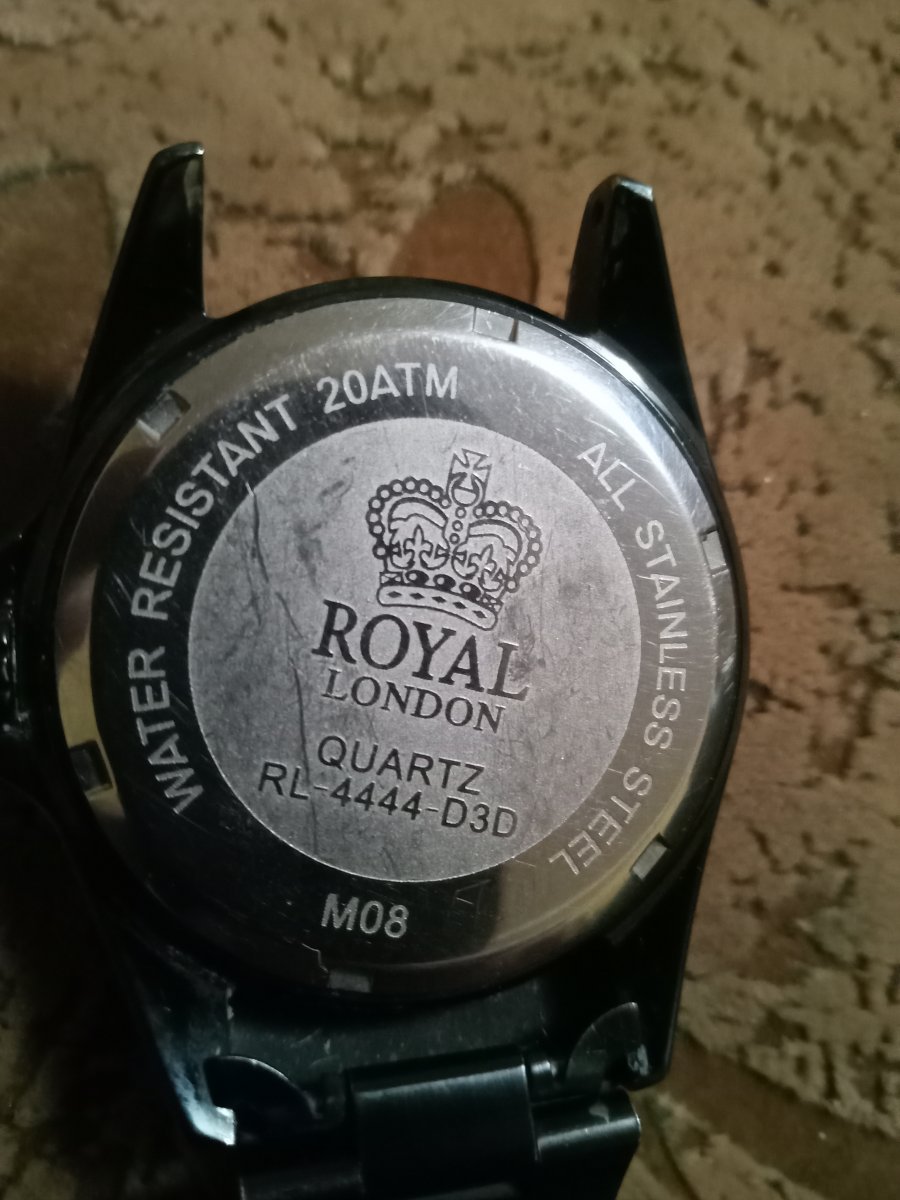 WATER RESISTANT 20ATM
ALL STAINLESS STEEL
ROYAL
LONDON
QUARTZ
RL-4444-D3D
M08